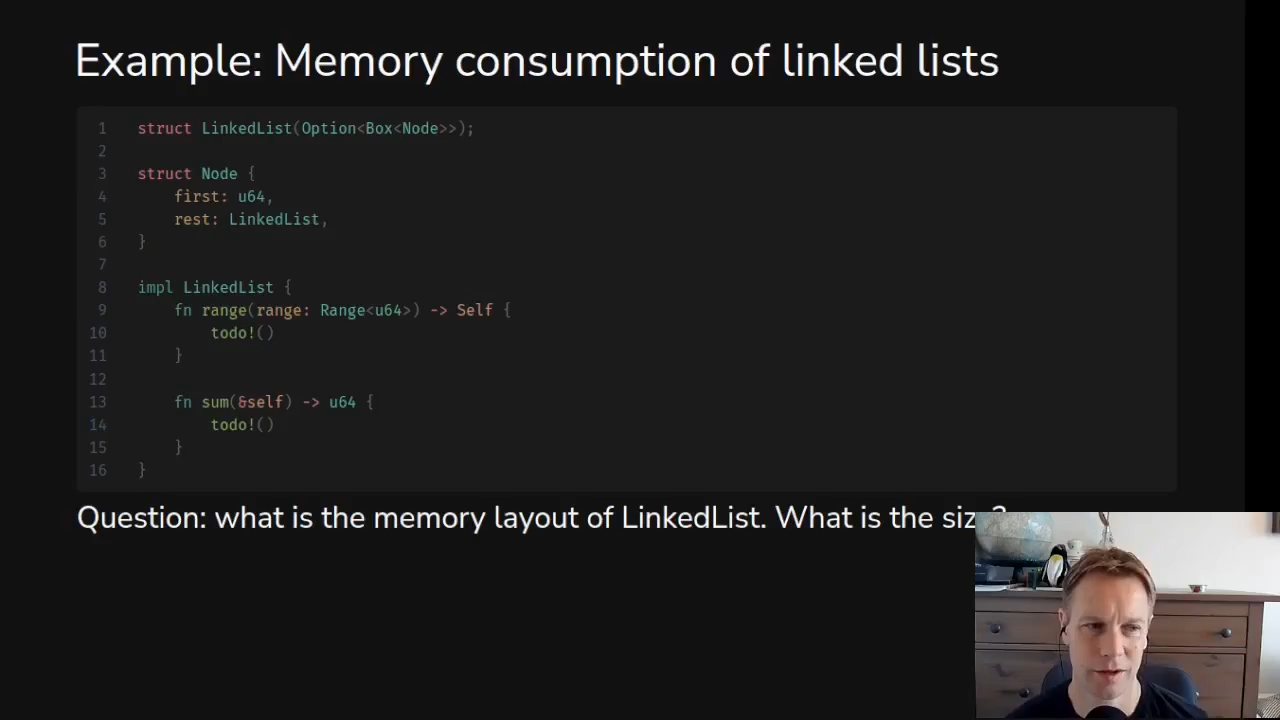 Example: Memory consumption of linked lists
1 struct LinkedList(Option<Box<Node>>);
2
3 struct Node {
4 first: u64,
5 rest: LinkedList,
6 }
7
8 impl LinkedList {
9 fn range(range: Range<u64>) -> Self {
10 todo!()
11 }
12
13 fn sum(&self) -> u64 {
14 todo!()
15 }
16 }
Question: what is the memory layout of LinkedList. What is the size?